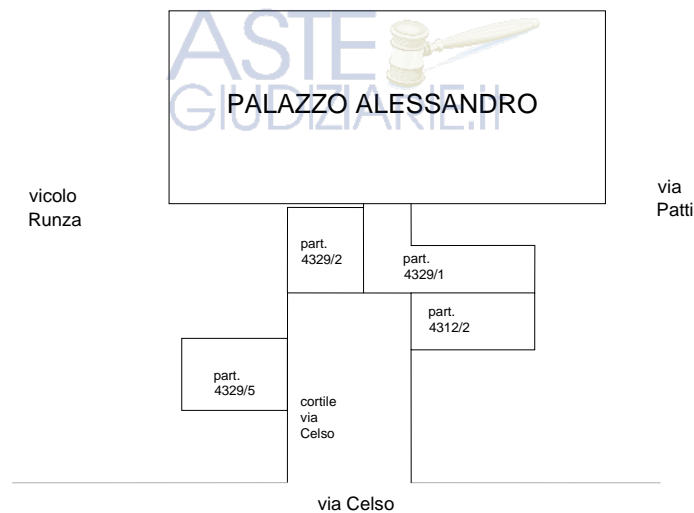 ASTE
GIUDIZIARIE.it
PALAZZO ALESSANDRO
vicolo
Runza
via
Patti
part.
4329/2
part.
4329/1
part.
4312/2
part.
4329/5
cortile
via
Celso
via Celso